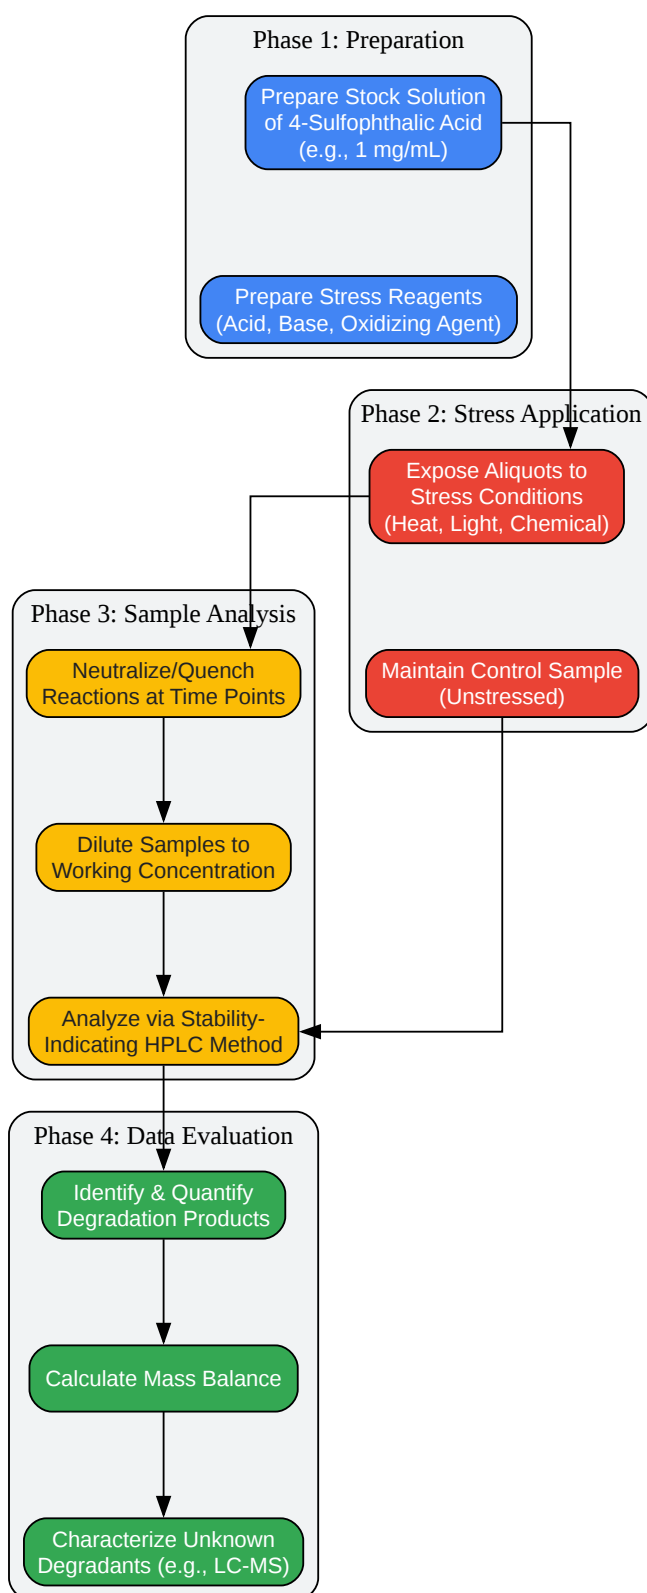 Phase 1: Preparation
Prepare Stock Solution
of 4-Sulfophthalic Acid
(e.g., 1 mg/mL)
Prepare Stress Reagents
(Acid, Base, Oxidizing Agent)
Phase 2: Stress Application
Expose Aliquots to
Stress Conditions
(Heat, Light, Chemical)
Maintain Control Sample
(Unstressed)
Phase 3: Sample Analysis
Neutralize/Quench
Reactions at Time Points
Dilute Samples to
Working Concentration
Analyze via Stability-
Indicating HPLC Method
Phase 4: Data Evaluation
Identify & Quantify
Degradation Products
Calculate Mass Balance
Characterize Unknown
Degradants (e.g., LC-MS)